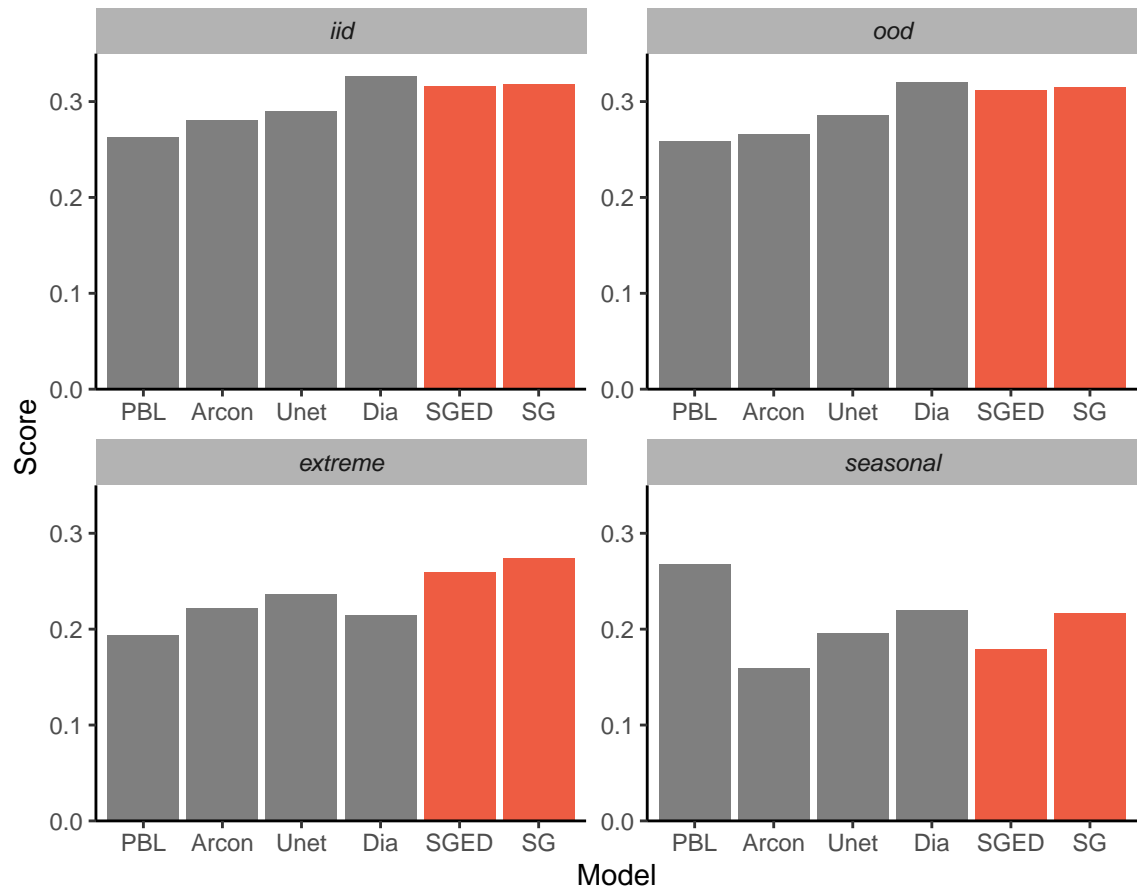 iid
ood
0.3
0.2
0.1
0.0
PBL Arcon Unet Dia SGED SG
0.3
0.2
0.1
0.0
PBL Arcon Unet Dia SGED SG
Score
extreme
seasonal
0.3
0.2
0.1
0.0
PBL Arcon Unet Dia SGED SG
0.3
0.2
0.1
0.0
PBL Arcon Unet Dia SGED SG
Model